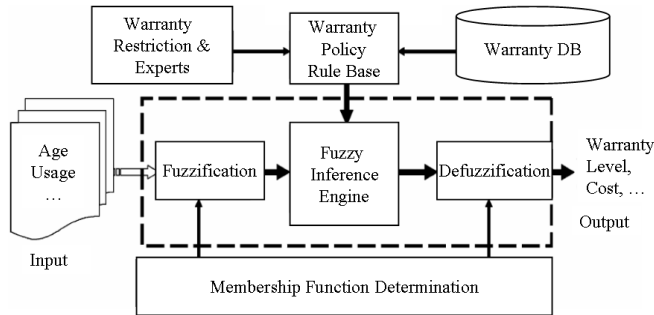 Warranty
Restriction &
Experts
Warranty
Policy
Rule Base
Warranty DB
Age
Usage
…
Input
Fuzzification
Fuzzy
Inference
Engine
Defuzzification
Warranty
Level,
Cost, …
Output
Membership Function Determination